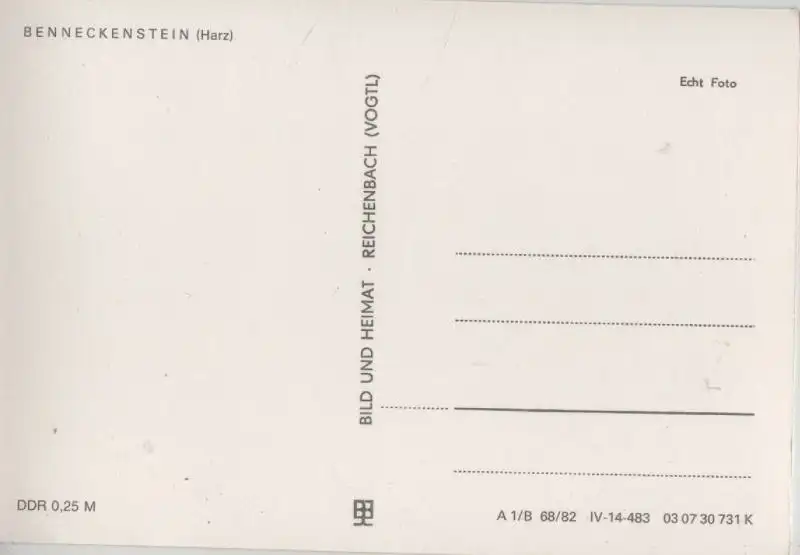 BENNECKENSTEIN (Harz)
Echt Foto
BILD UND HEIMAT · REICHENBACH (VOGTL)
DDR 0,25 M
A 1/B 68/82 IV-14-483 03 07 30 731 K